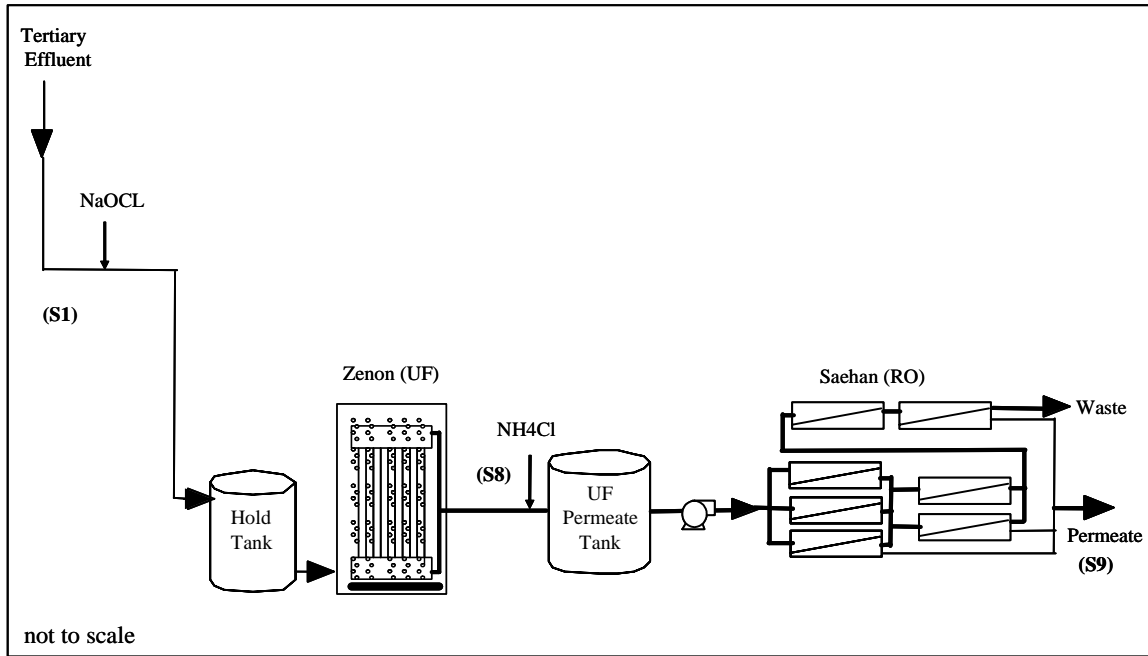 Tertiary
Effluent
NaOCL
(S1)
Zenon (UF)
Saehan (RO)
Waste
NH4Cl
(S8)
UF
Permeate
Tank
Hold
Tank
Permeate
(S9)
not to scale